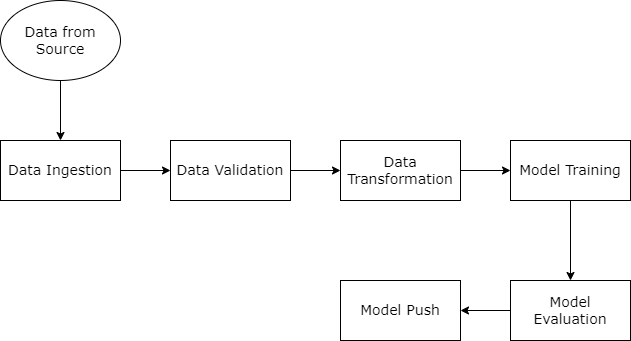 Data from
Source
Data Ingestion
Data Validation
Data
Transformation
Model Training
Model Push
Model
Evaluation